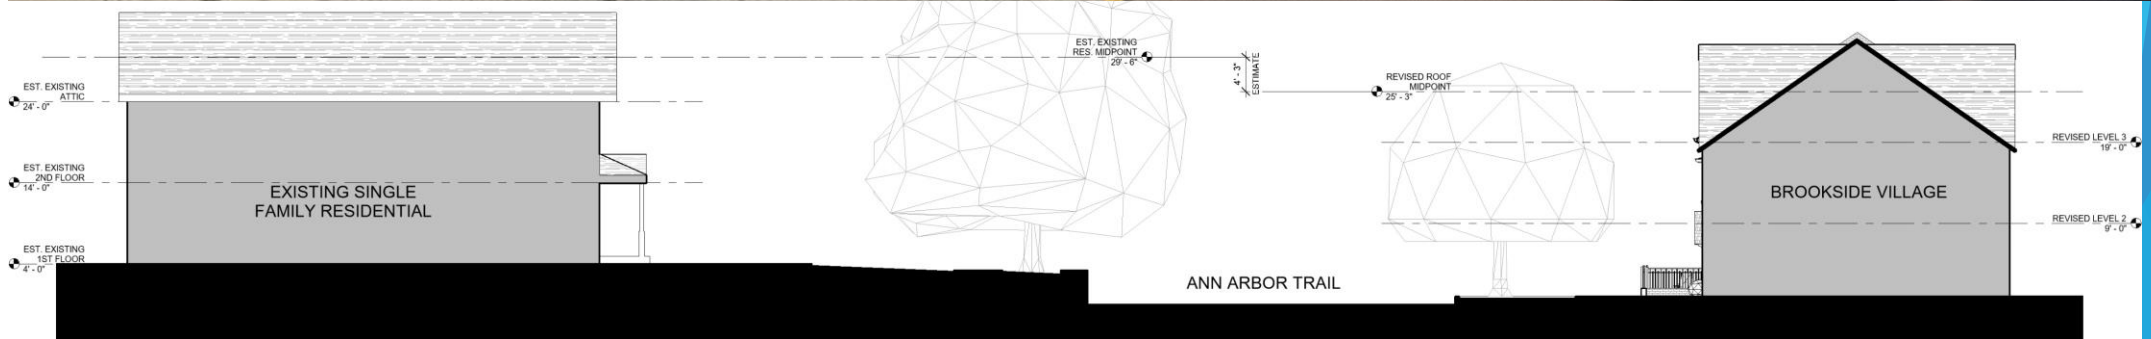 EST. EXISTING
ATTIC
24' - 0"
EST. EXISTING
2ND FLOOR
14' - 0"
EST. EXISTING
1ST FLOOR
4' - 0"
EXISTING SINGLE
FAMILY RESIDENTIAL
EST. EXISTING
RES. MIDPOINT
29' - 6"
4' - 3"
ESTIMATE
REVISED ROOF
MIDPOINT
25' - 3"
ANN ARBOR TRAIL
BROOKSIDE VILLAGE
REVISED LEVEL 3
19' - 0"
REVISED LEVEL 2
9' - 0"